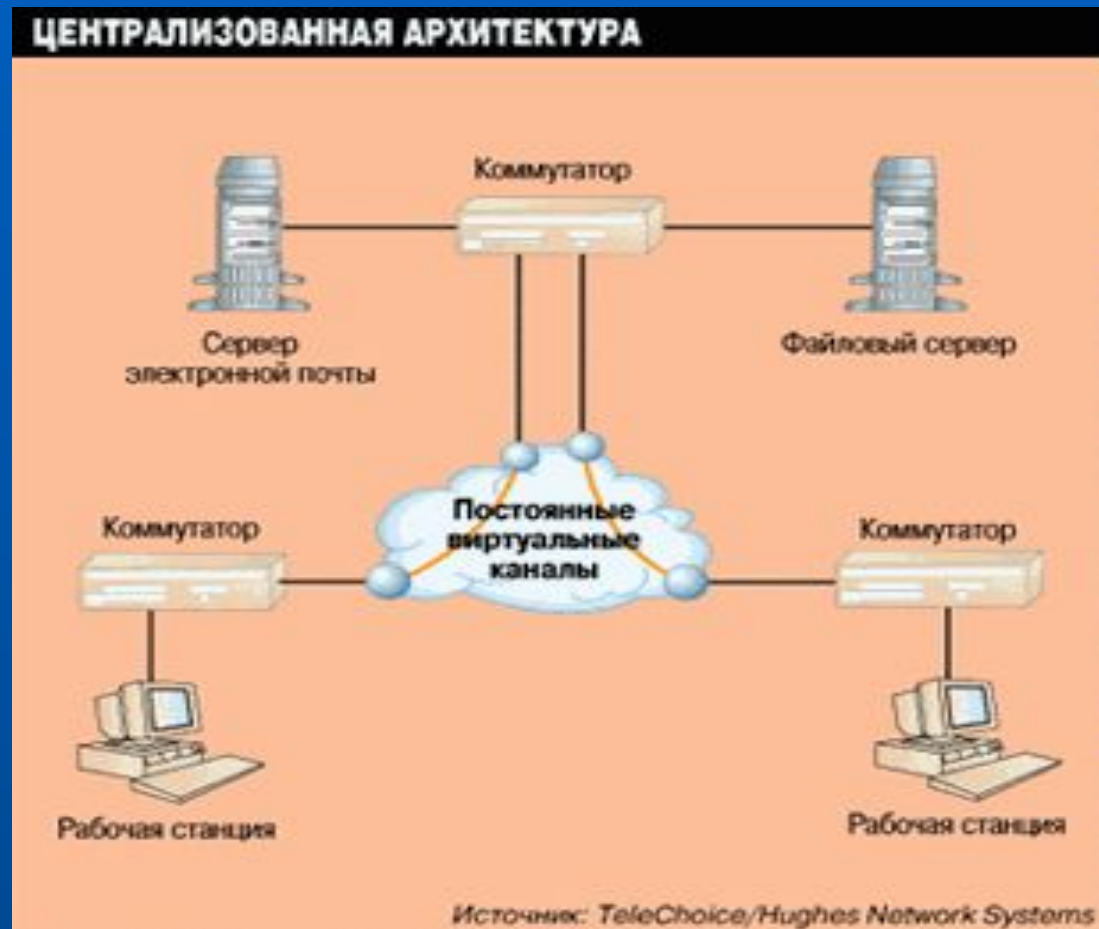 ЦЕНТРАЛИЗОВАННАЯ АРХИТЕКТУРА
Коммутатор
Сервер
электронной почты
Файловый сервер
Постоянные
виртуальные
каналы
Коммутатор
Коммутатор
Рабочая станция
Рабочая станция
Источник: TeleChoice/Hughes Network Systems